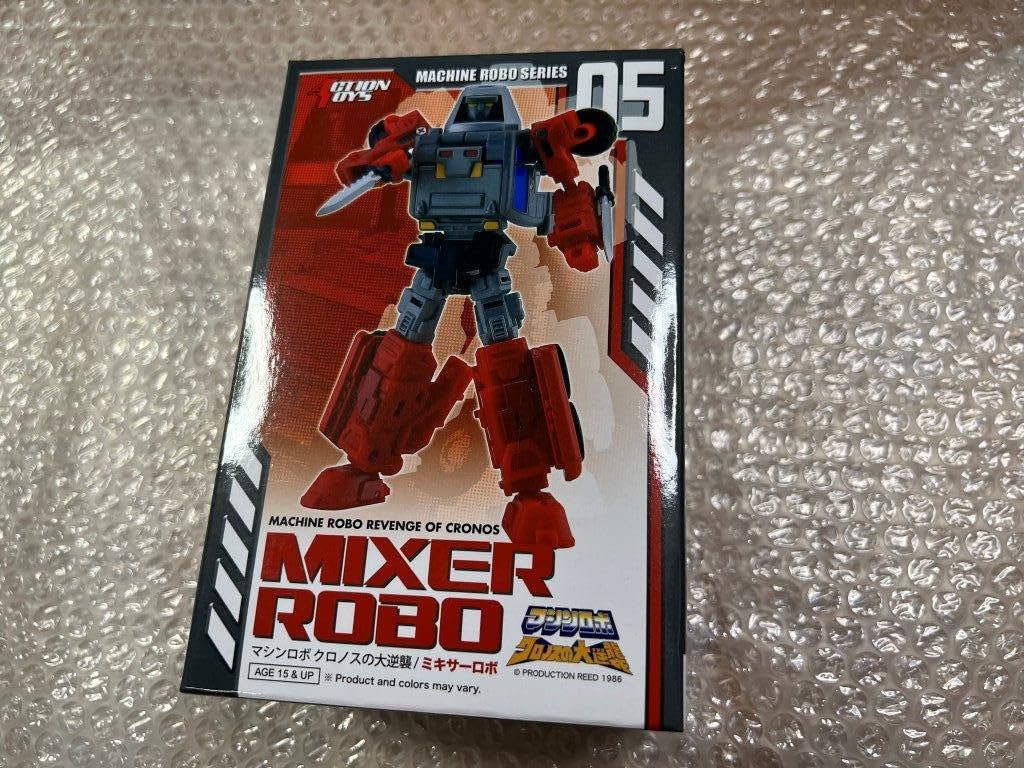 ACTION
TOYS
MACHINE ROBO SERIES
05
MACHINE ROBO REVENGE OF CRONOS
MIXER
ROBO
マシンロボ クロノスの大逆襲/ミキサーロボ
マシンロボ
クロノスの大逆襲
AGE 15 & UP ※ Product and colors may vary.
© PRODUCTION REED 1986